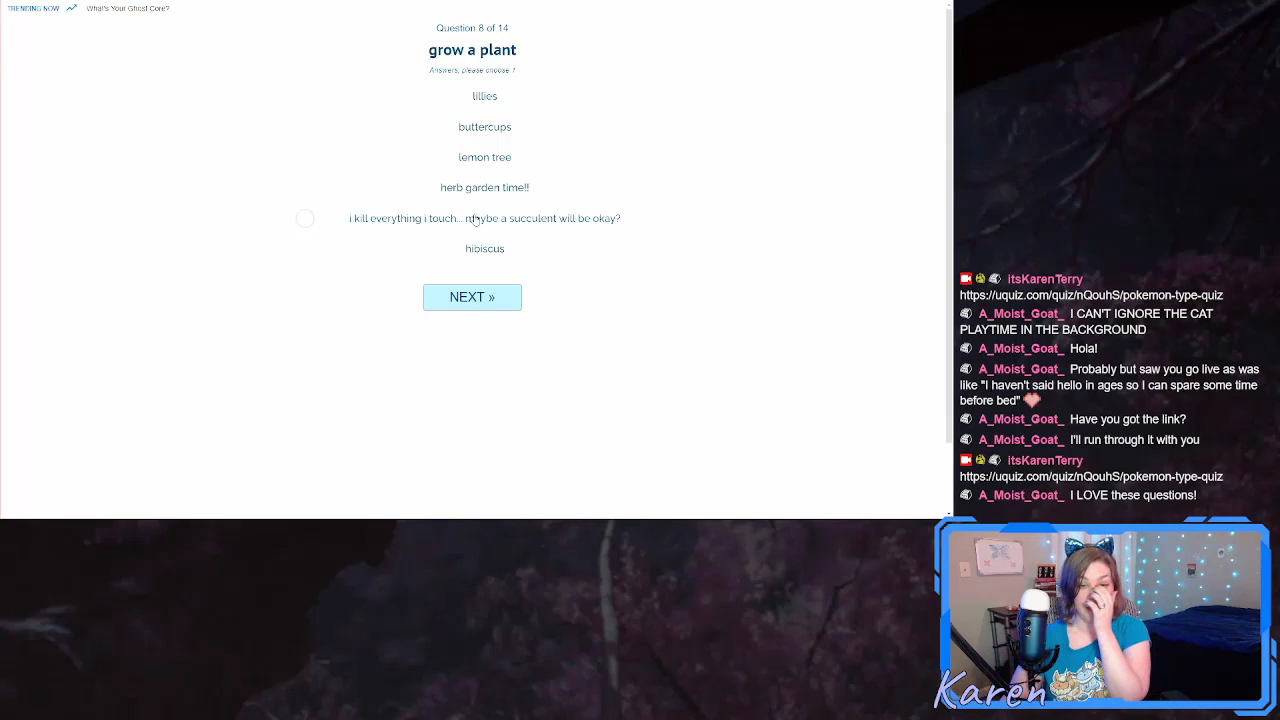 TRENDING NOW What's Your Ghost Core?
Question 8 of 14
grow a plant
Answers, please choose 1
lillies
buttercups
lemon tree
herb garden time!!
i kill everything i touch... maybe a succulent will be okay?
hibiscus
NEXT »
itsKarenTerry
https://uquiz.com/quiz/nQouhS/pokemon-type-quiz
A_Moist_Goat_ I CAN'T IGNORE THE CAT
PLAYTIME IN THE BACKGROUND
A_Moist_Goat_ Hola!
A_Moist_Goat_ Probably but saw you go live as was
like "I haven't said hello in ages so I can spare some time
before bed"
A_Moist_Goat_ Have you got the link?
A_Moist_Goat_ I'll run through it with you
itsKarenTerry
https://uquiz.com/quiz/nQouhS/pokemon-type-quiz
A_Moist_Goat_ I LOVE these questions!
Karen